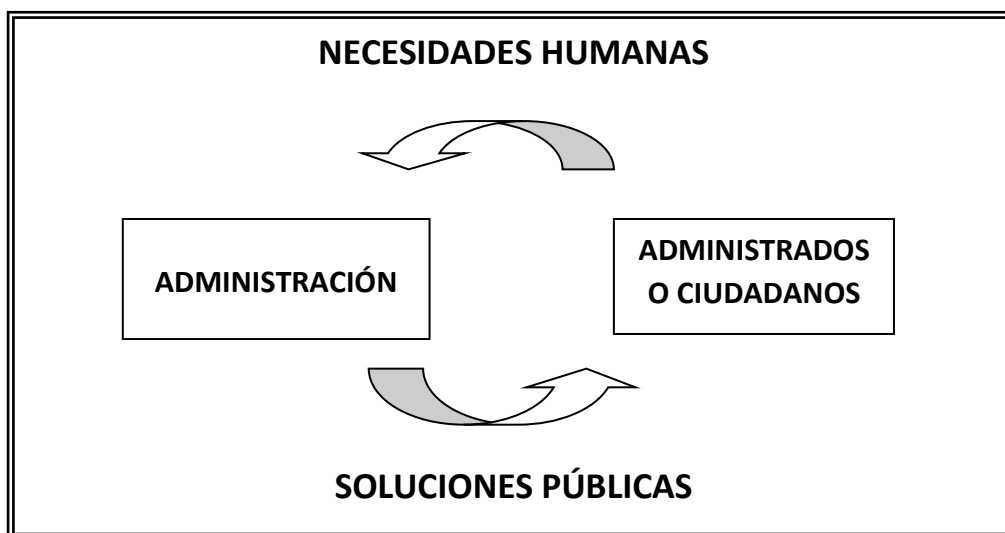 NECESIDADES HUMANAS
ADMINISTRACIÓN
ADMINISTRADOS
O CIUDADANOS
SOLUCIONES PÚBLICAS